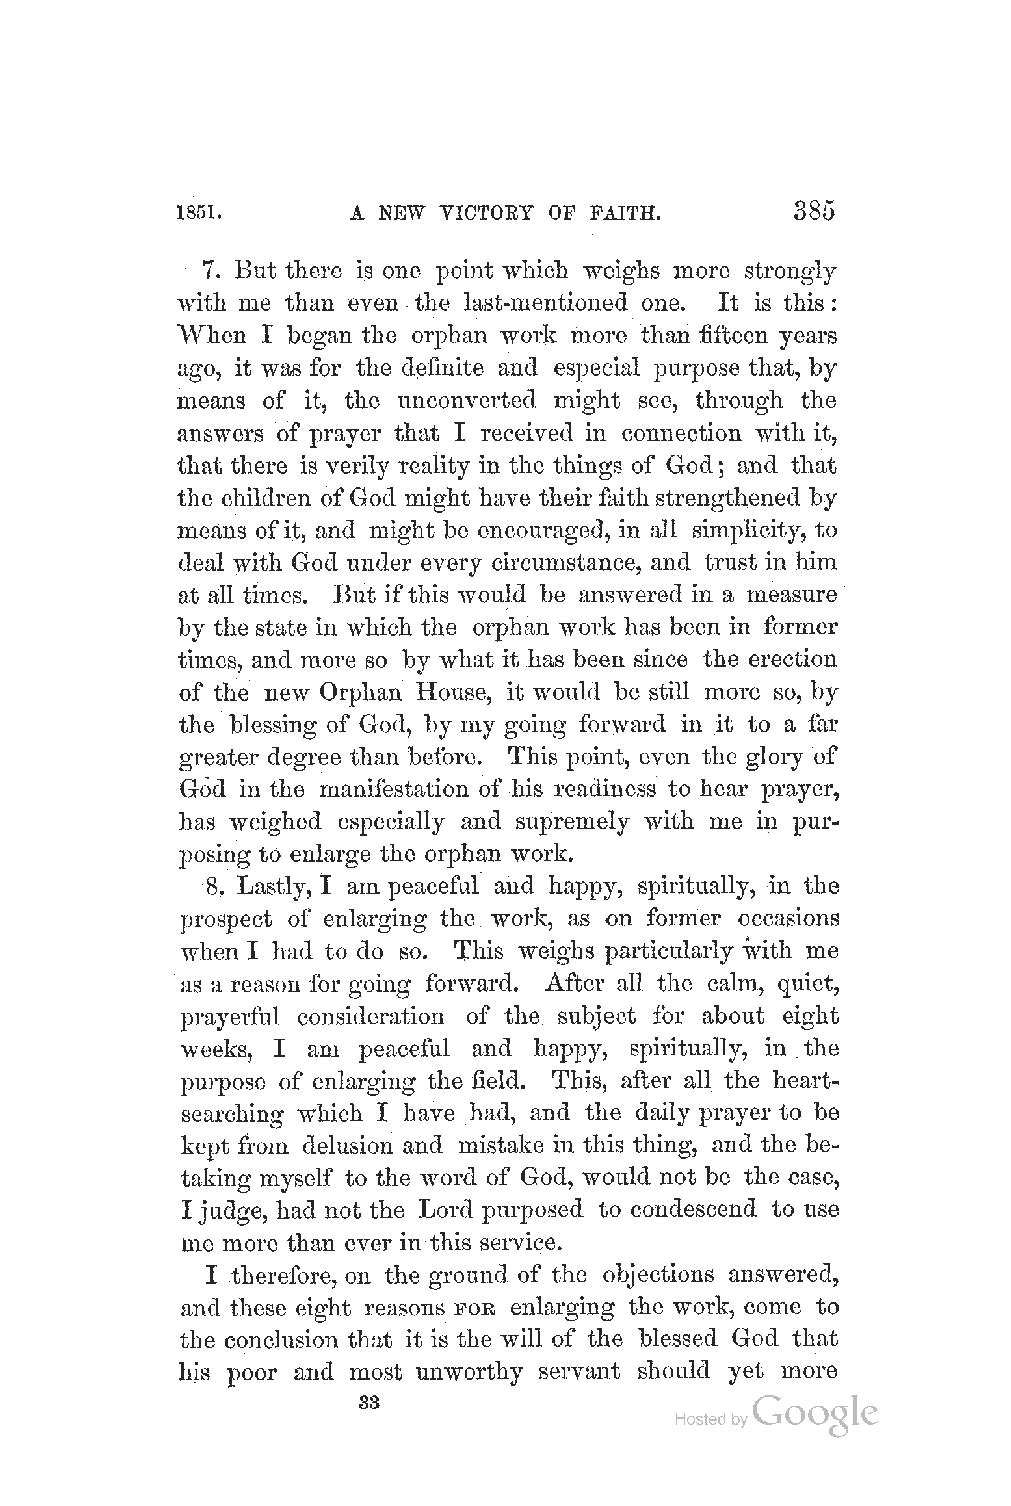 1851. A NEW VICTORY OF FAITH. 385
7. But there is one point which weighs more strongly
with me than even the last-mentioned one. It is this:
When I began the orphan work more than fifteen years
ago, it was for the definite and especial purpose that, by
means of it, the unconverted might see, through the
answers of prayer that I received in connection with it,
that there is verily reality in the things of God; and that
the children of God might have their faith strengthened by
means of it, and might be encouraged, in all simplicity, to
deal with God under every circumstance, and trust in him
at all times. But if this would be answered in a measure
by the state in which the orphan work has been in former
times, and more so by what it has been since the erection
of the new Orphan House, it would be still more so, by
the blessing of God, by my going forward in it to a far
greater degree than before. This point, even the glory of
God in the manifestation of his readiness to hear prayer,
has weighed especially and supremely with me in pur-
posing to enlarge the orphan work.
8. Lastly, I am peaceful and happy, spiritually, in the
prospect of enlarging the work, as on former occasions
when I had to do so. This weighs particularly with me
as a reason for going forward. After all the calm, quiet,
prayerful consideration of the subject for about eight
weeks, I am peaceful and happy, spiritually, in the
purpose of enlarging the field. This, after all the heart-
searching which I have had, and the daily prayer to be
kept from delusion and mistake in this thing, and the be-
taking myself to the word of God, would not be the case,
I judge, had not the Lord purposed to condescend to use
me more than ever in this service.
I therefore, on the ground of the objections answered,
and these eight reasons FOR enlarging the work, come to
the conclusion that it is the will of the blessed God that
his poor and most unworthy servant should yet more
33
Hosted by Google